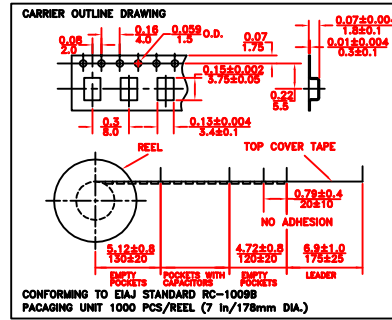 CARRIER OUTLINE DRAWING
0.08
2.0
0.16
4.0
0.059
1.5
O.D.
0.07
1.75
0.07±0.004
1.8±0.1
0.01±0.004
0.3±0.1
0.15±0.002
3.75±0.05
0.22
5.5
0.3
8.0
0.13±0.004
3.4±0.1
REEL
TOP COVER TAPE
0.79±0.4
20±10
NO ADHESION
5.12±0.8
130±20
4.72±0.8
120±20
6.9±1.0
175±25
EMPTY
POCKETS
POCKETS WITH
CAPACITORS
EMPTY
POCKETS
LEADER
CONFORMING TO EIAJ STANDARD RC-1009B
PACAGING UNIT 1000 PCS/REEL (7 in/178mm DIA.)